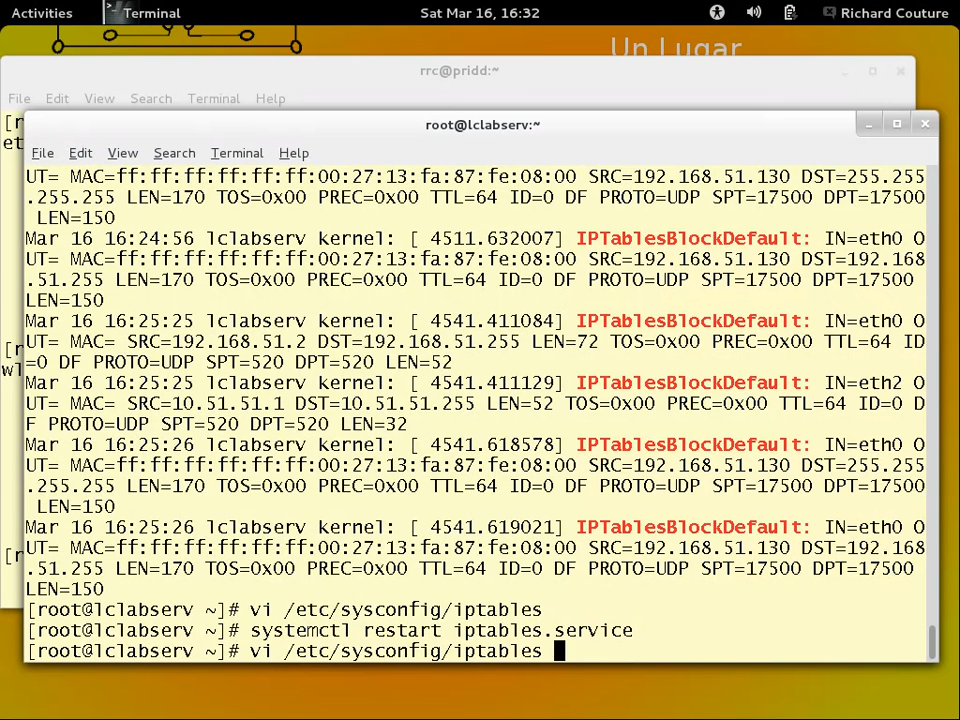 Activities
Terminal
Sat Mar 16, 16:32
Richard Couture
Un Lugar
rrc@pridd:~
File Edit View Search Terminal Help
[r
et
root@lclabserv:~
File Edit View Search Terminal Help
UT= MAC=ff:ff:ff:ff:ff:ff:00:27:13:fa:87:fe:08:00 SRC=192.168.51.130 DST=255.255
.255.255 LEN=170 TOS=0x00 PREC=0x00 TTL=64 ID=0 DF PROTO=UDP SPT=17500 DPT=17500
LEN=150
Mar 16 16:24:56 lclabserv kernel: [ 4511.632007] IPTablesBlockDefault: IN=eth0 O
UT= MAC=ff:ff:ff:ff:ff:ff:00:27:13:fa:87:fe:08:00 SRC=192.168.51.130 DST=192.168
.51.255 LEN=170 TOS=0x00 PREC=0x00 TTL=64 ID=0 DF PROTO=UDP SPT=17500 DPT=17500
LEN=150
Mar 16 16:25:25 lclabserv kernel: [ 4541.411084] IPTablesBlockDefault: IN=eth0 O
UT= MAC= SRC=192.168.51.2 DST=192.168.51.255 LEN=72 TOS=0x00 PREC=0x00 TTL=64 ID
=0 DF PROTO=UDP SPT=520 DPT=520 LEN=52
Mar 16 16:25:25 lclabserv kernel: [ 4541.411129] IPTablesBlockDefault: IN=eth2 O
UT= MAC= SRC=10.51.51.1 DST=10.51.51.255 LEN=52 TOS=0x00 PREC=0x00 TTL=64 ID=0 D
F PROTO=UDP SPT=520 DPT=520 LEN=32
Mar 16 16:25:26 lclabserv kernel: [ 4541.618578] IPTablesBlockDefault: IN=eth0 O
UT= MAC=ff:ff:ff:ff:ff:ff:00:27:13:fa:87:fe:08:00 SRC=192.168.51.130 DST=255.255
.255.255 LEN=170 TOS=0x00 PREC=0x00 TTL=64 ID=0 DF PROTO=UDP SPT=17500 DPT=17500
LEN=150
Mar 16 16:25:26 lclabserv kernel: [ 4541.619021] IPTablesBlockDefault: IN=eth0 O
UT= MAC=ff:ff:ff:ff:ff:ff:00:27:13:fa:87:fe:08:00 SRC=192.168.51.130 DST=192.168
.51.255 LEN=170 TOS=0x00 PREC=0x00 TTL=64 ID=0 DF PROTO=UDP SPT=17500 DPT=17500
LEN=150
[root@lclabserv ~]# vi /etc/sysconfig/iptables
[root@lclabserv ~]# systemctl restart iptables.service
[root@lclabserv ~]# vi /etc/sysconfig/iptables
[r
wl
[r